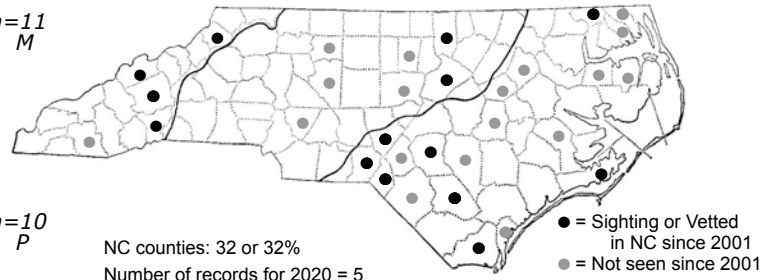 n=11
M
n=10
P
NC counties: 32 or 32%
Number of records for 2020 = 5
= Sighting or Vetted
in NC since 2001
= Not seen since 2001